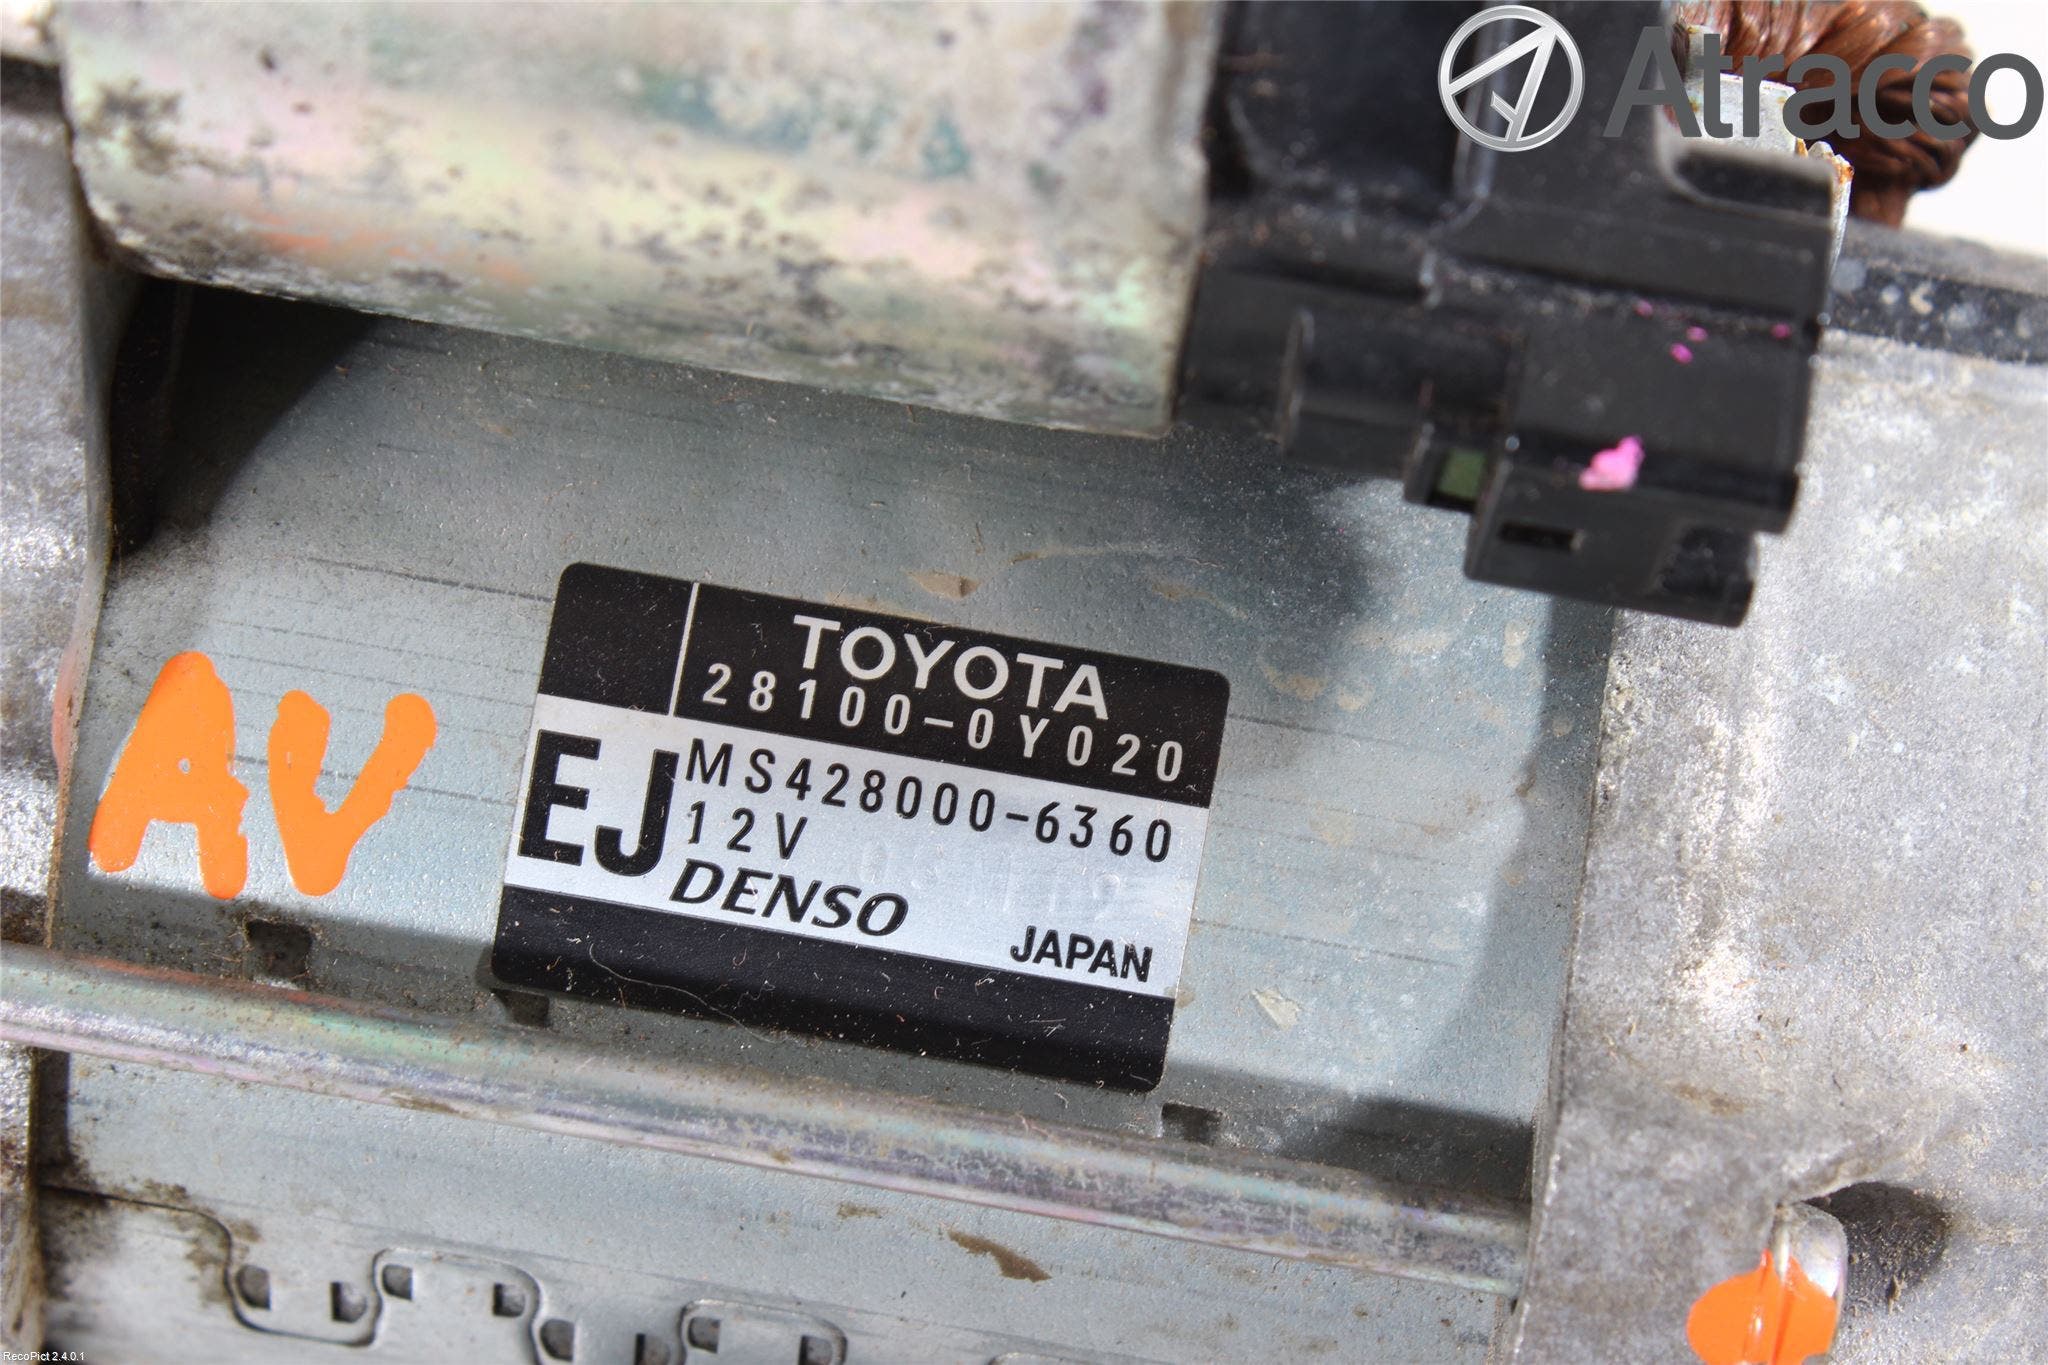 Atracco
TOYOTA
28100-0Y020
EJ
MS428000-6360
12V
DENSO
JAPAN
AV
RecoPict 2.4.0.1